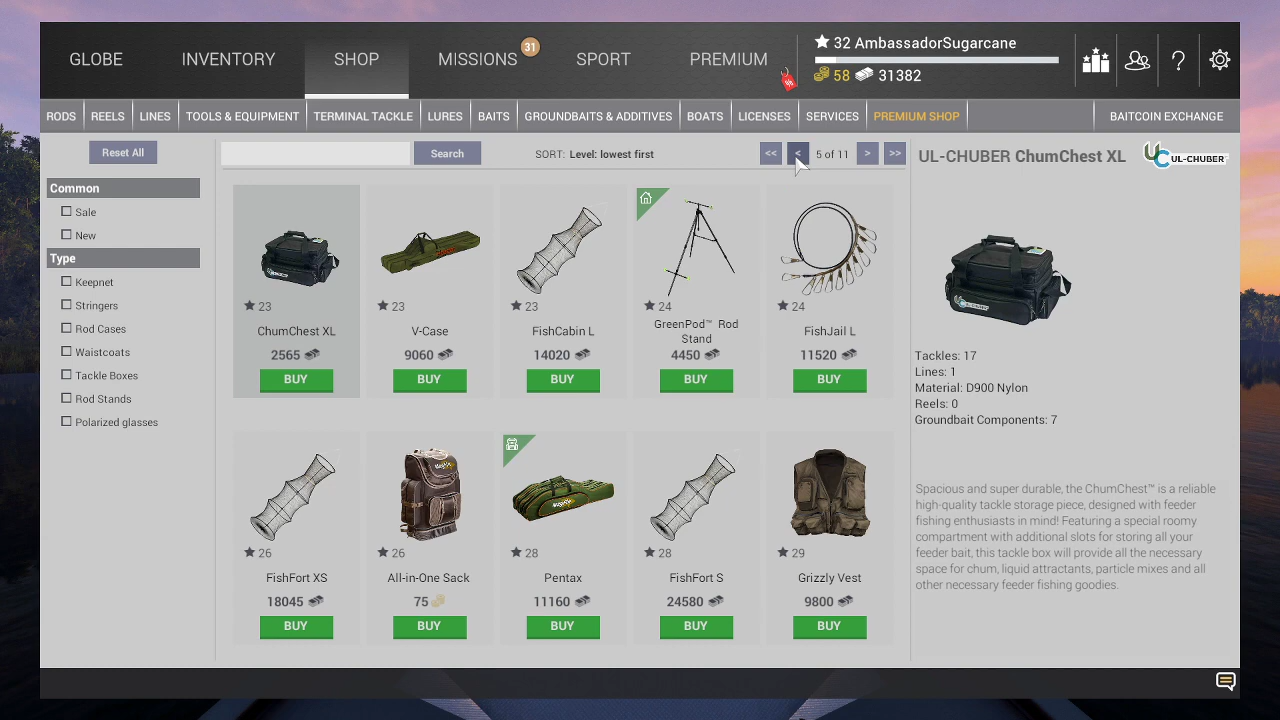 GLOBE
INVENTORY
SHOP
MISSIONS
31
SPORT
PREMIUM
32 AmbassadorSugarcane
58 31382
?
RODS
REELS
LINES
TOOLS & EQUIPMENT
TERMINAL TACKLE
LURES
BAITS
GROUNDBAITS & ADDITIVES
BOATS
LICENSES
SERVICES
PREMIUM SHOP
BAITCOIN EXCHANGE
Reset All
Search
SORT: Level: lowest first
<< < 5 of 11 > >>
Common
Sale
New
Type
Keepnet
Stringers
Rod Cases
Waistcoats
Tackle Boxes
Rod Stands
Polarized glasses
23
ChumChest XL
2565
BUY
23
V-Case
9060
BUY
23
FishCabin L
14020
BUY
24
GreenPod™ Rod
Stand
4450
BUY
24
FishJail L
11520
BUY
26
FishFort XS
18045
BUY
26
All-in-One Sack
75
BUY
28
Pentax
11160
BUY
28
FishFort S
24580
BUY
29
Grizzly Vest
9800
BUY
UL-CHUBER ChumChest XL
UC UL-CHUBER
Tackles: 17
Lines: 1
Material: D900 Nylon
Reels: 0
Groundbait Components: 7
Spacious and super durable, the ChumChest™ is a reliable
high-quality tackle storage piece, designed with feeder
fishing enthusiasts in mind! Featuring a special roomy
compartment with additional slots for storing all your
feeder bait, this tackle box will provide all the necessary
space for chum, liquid attractants, particle mixes and all
other necessary feeder fishing goodies.